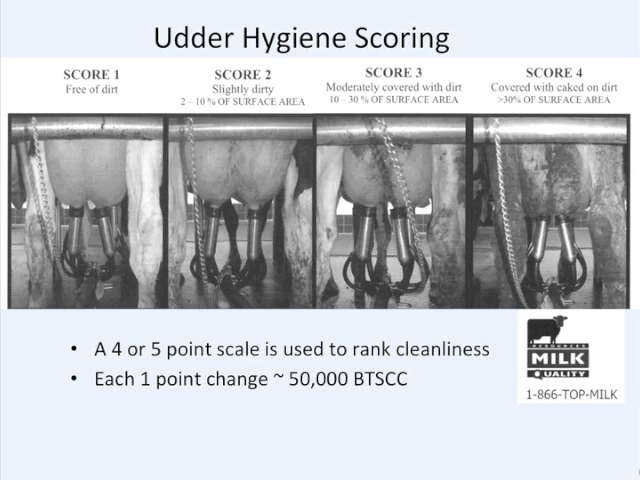 Udder Hygiene Scoring
SCORE 1
Free of dirt
SCORE 2
Slightly dirty
2 – 10 % OF SURFACE AREA
SCORE 3
Moderately covered with dirt
10 – 30 % OF SURFACE AREA
SCORE 4
Covered with caked on dirt
>30% OF SURFACE AREA
• A 4 or 5 point scale is used to rank cleanliness
• Each 1 point change ~ 50,000 BTSCC
RESOURCES
MILK
QUALITY
1-866-TOP-MILK